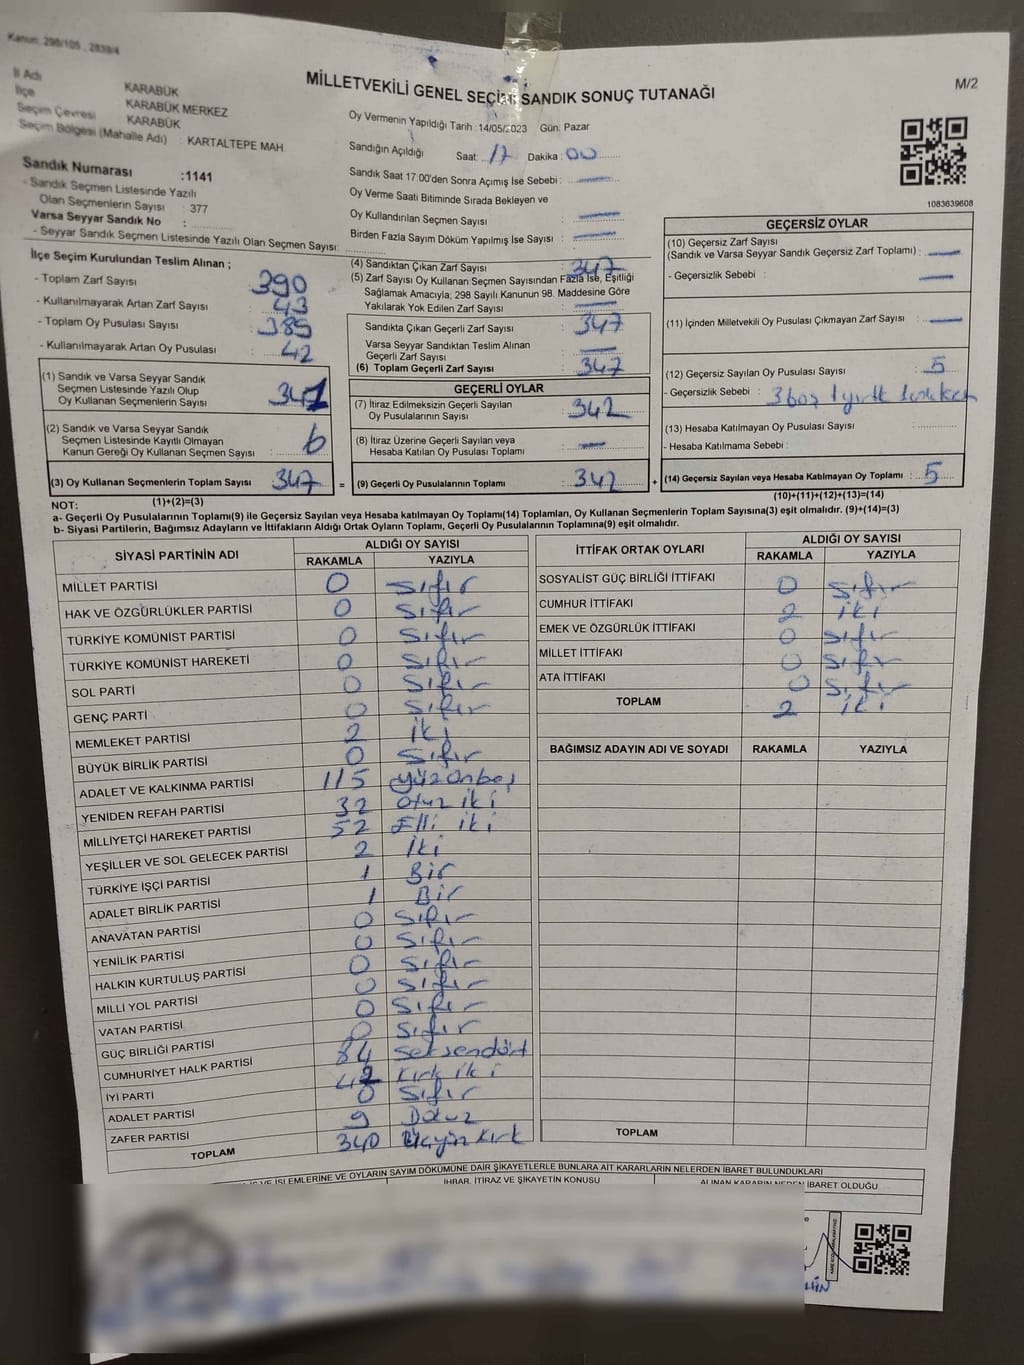 Kanun: 298/105 , 2839/4
MİLLETVEKİLİ GENEL SEÇİMİ SANDIK SONUÇ TUTANAĞI
M/2
İl Adı KARABÜK
İlçe KARABÜK MERKEZ
Seçim Çevresi KARABÜK
Seçim Bölgesi (Mahalle Adı) : KARTALTEPE MAH.
Sandık Numarası :1141
- Sandık Seçmen Listesinde Yazılı
Olan Seçmenlerin Sayısı : 377
Varsa Seyyar Sandık No :
- Seyyar Sandık Seçmen Listesinde Yazılı Olan Seçmen Sayısı:
Oy Vermenin Yapıldığı Tarih : 14/05/2023 Gün: Pazar
Sandığın Açıldığı Saat: 17 Dakika : 00
Sandık Saat 17:00'den Sonra Açımış İse Sebebi : —
Oy Verme Saati Bitiminde Sırada Bekleyen ve
Oy Kullandırılan Seçmen Sayısı : —
Birden Fazla Sayım Döküm Yapılmış İse Sayısı : —
1083639608
İlçe Seçim Kurulundan Teslim Alınan ;
- Toplam Zarf Sayısı : 390
- Kullanılmayarak Artan Zarf Sayısı : 43
- Toplam Oy Pusulası Sayısı : 385
- Kullanılmayarak Artan Oy Pusulası : 42
(1) Sandık ve Varsa Seyyar Sandık
Seçmen Listesinde Yazılı Olup
Oy Kullanan Seçmenlerin Sayısı : 341
(2) Sandık ve Varsa Seyyar Sandık
Seçmen Listesinde Kayıtlı Olmayan
Kanun Gereği Oy Kullanan Seçmen Sayısı : 6
(3) Oy Kullanan Seçmenlerin Toplam Sayısı : 347 =
(1)+(2)=(3)
(4) Sandıktan Çıkan Zarf Sayısı : 347
(5) Zarf Sayısı Oy Kullanan Seçmen Sayısından Fazla İse, Eşitliği
Sağlamak Amacıyla; 298 Sayılı Kanunun 98. Maddesine Göre
Yakılarak Yok Edilen Zarf Sayısı : —
Sandıkta Çıkan Geçerli Zarf Sayısı : 347
Varsa Seyyar Sandıktan Teslim Alınan
Geçerli Zarf Sayısı : —
(6) Toplam Geçerli Zarf Sayısı : 347
GEÇERLİ OYLAR
(7) İtiraz Edilmeksizin Geçerli Sayılan
Oy Pusulalarının Sayısı : 342
(8) İtiraz Üzerine Geçerli Sayılan veya
Hesaba Katılan Oy Pusulası Toplamı : —
(9) Geçerli Oy Pusulalarının Toplamı : 342 +
GEÇERSİZ OYLAR
(10) Geçersiz Zarf Sayısı
(Sandık ve Varsa Seyyar Sandık Geçersiz Zarf Toplamı) : —
- Geçersizlik Sebebi : —
(11) İçinden Milletvekili Oy Pusulası Çıkmayan Zarf Sayısı : —
(12) Geçersiz Sayılan Oy Pusulası Sayısı : 5
- Geçersizlik Sebebi : 3 boş 1 yırtık
(13) Hesaba Katılmayan Oy Pusulası Sayısı :
- Hesaba Katılmama Sebebi :
(14) Geçersiz Sayılan veya Hesaba Katılmayan Oy Toplamı : 5
(10)+(11)+(12)+(13)=(14)
NOT:
a- Geçerli Oy Pusulalarının Toplamı(9) ile Geçersiz Sayılan veya Hesaba katılmayan Oy Toplamı(14) Toplamları, Oy Kullanan Seçmenlerin Toplam Sayısına(3) eşit olmalıdır. (9)+(14)=(3)
b- Siyasi Partilerin, Bağımsız Adayların ve İttifakların Aldığı Ortak Oyların Toplamı, Geçerli Oy Pusulalarının Toplamına(9) eşit olmalıdır.
SİYASİ PARTİNİN ADI ALDIĞI OY SAYISI
RAKAMLA YAZIYLA
MİLLET PARTİSİ 0 sıfır
HAK VE ÖZGÜRLÜKLER PARTİSİ 0 sıfır
TÜRKİYE KOMÜNİST PARTİSİ 0 sıfır
TÜRKİYE KOMÜNİST HAREKETİ 0 sıfır
SOL PARTİ 0 sıfır
GENÇ PARTİ 0 sıfır
MEMLEKET PARTİSİ 2 iki
BÜYÜK BİRLİK PARTİSİ 0 sıfır
ADALET VE KALKINMA PARTİSİ 115 yüzonbeş
YENİDEN REFAH PARTİSİ 32 otuz iki
MİLLİYETÇİ HAREKET PARTİSİ 52 Elli iki
YEŞİLLER VE SOL GELECEK PARTİSİ 2 İki
TÜRKİYE İŞÇİ PARTİSİ 1 Bir
ADALET BİRLİK PARTİSİ 1 Bir
ANAVATAN PARTİSİ 0 sıfır
YENİLİK PARTİSİ 0 sıfır
HALKIN KURTULUŞ PARTİSİ 0 sıfır
MİLLİ YOL PARTİSİ 0 sıfır
VATAN PARTİSİ 0 sıfır
GÜÇ BİRLİĞİ PARTİSİ 0 sıfır
CUMHURİYET HALK PARTİSİ 84 seksendört
İYİ PARTİ 42 kırk iki
ADALET PARTİSİ 0 sıfır
ZAFER PARTİSİ 9 Dokuz
TOPLAM 340 Üçyüz kırk
İTTİFAK ORTAK OYLARI ALDIĞI OY SAYISI
RAKAMLA YAZIYLA
SOSYALİST GÜÇ BİRLİĞİ İTTİFAKI 0 sıfır
CUMHUR İTTİFAKI 2 iki
EMEK VE ÖZGÜRLÜK İTTİFAKI 0 sıfır
MİLLET İTTİFAKI 0 sıfır
ATA İTTİFAKI 0 sıfır
TOPLAM 2 iki
BAĞIMSIZ ADAYIN ADI VE SOYADI RAKAMLA YAZIYLA
TOPLAM
İŞLEMLERİNE VE OYLARIN SAYIM DÖKÜMÜNE DAİR ŞİKAYETLERLE BUNLARA AİT KARARLARIN NELERDEN İBARET BULUNDUKLARI
İHBAR, İTİRAZ VE ŞİKAYETİN KONUSU ALINAN KARARIN NEDEN İBARET OLDUĞU